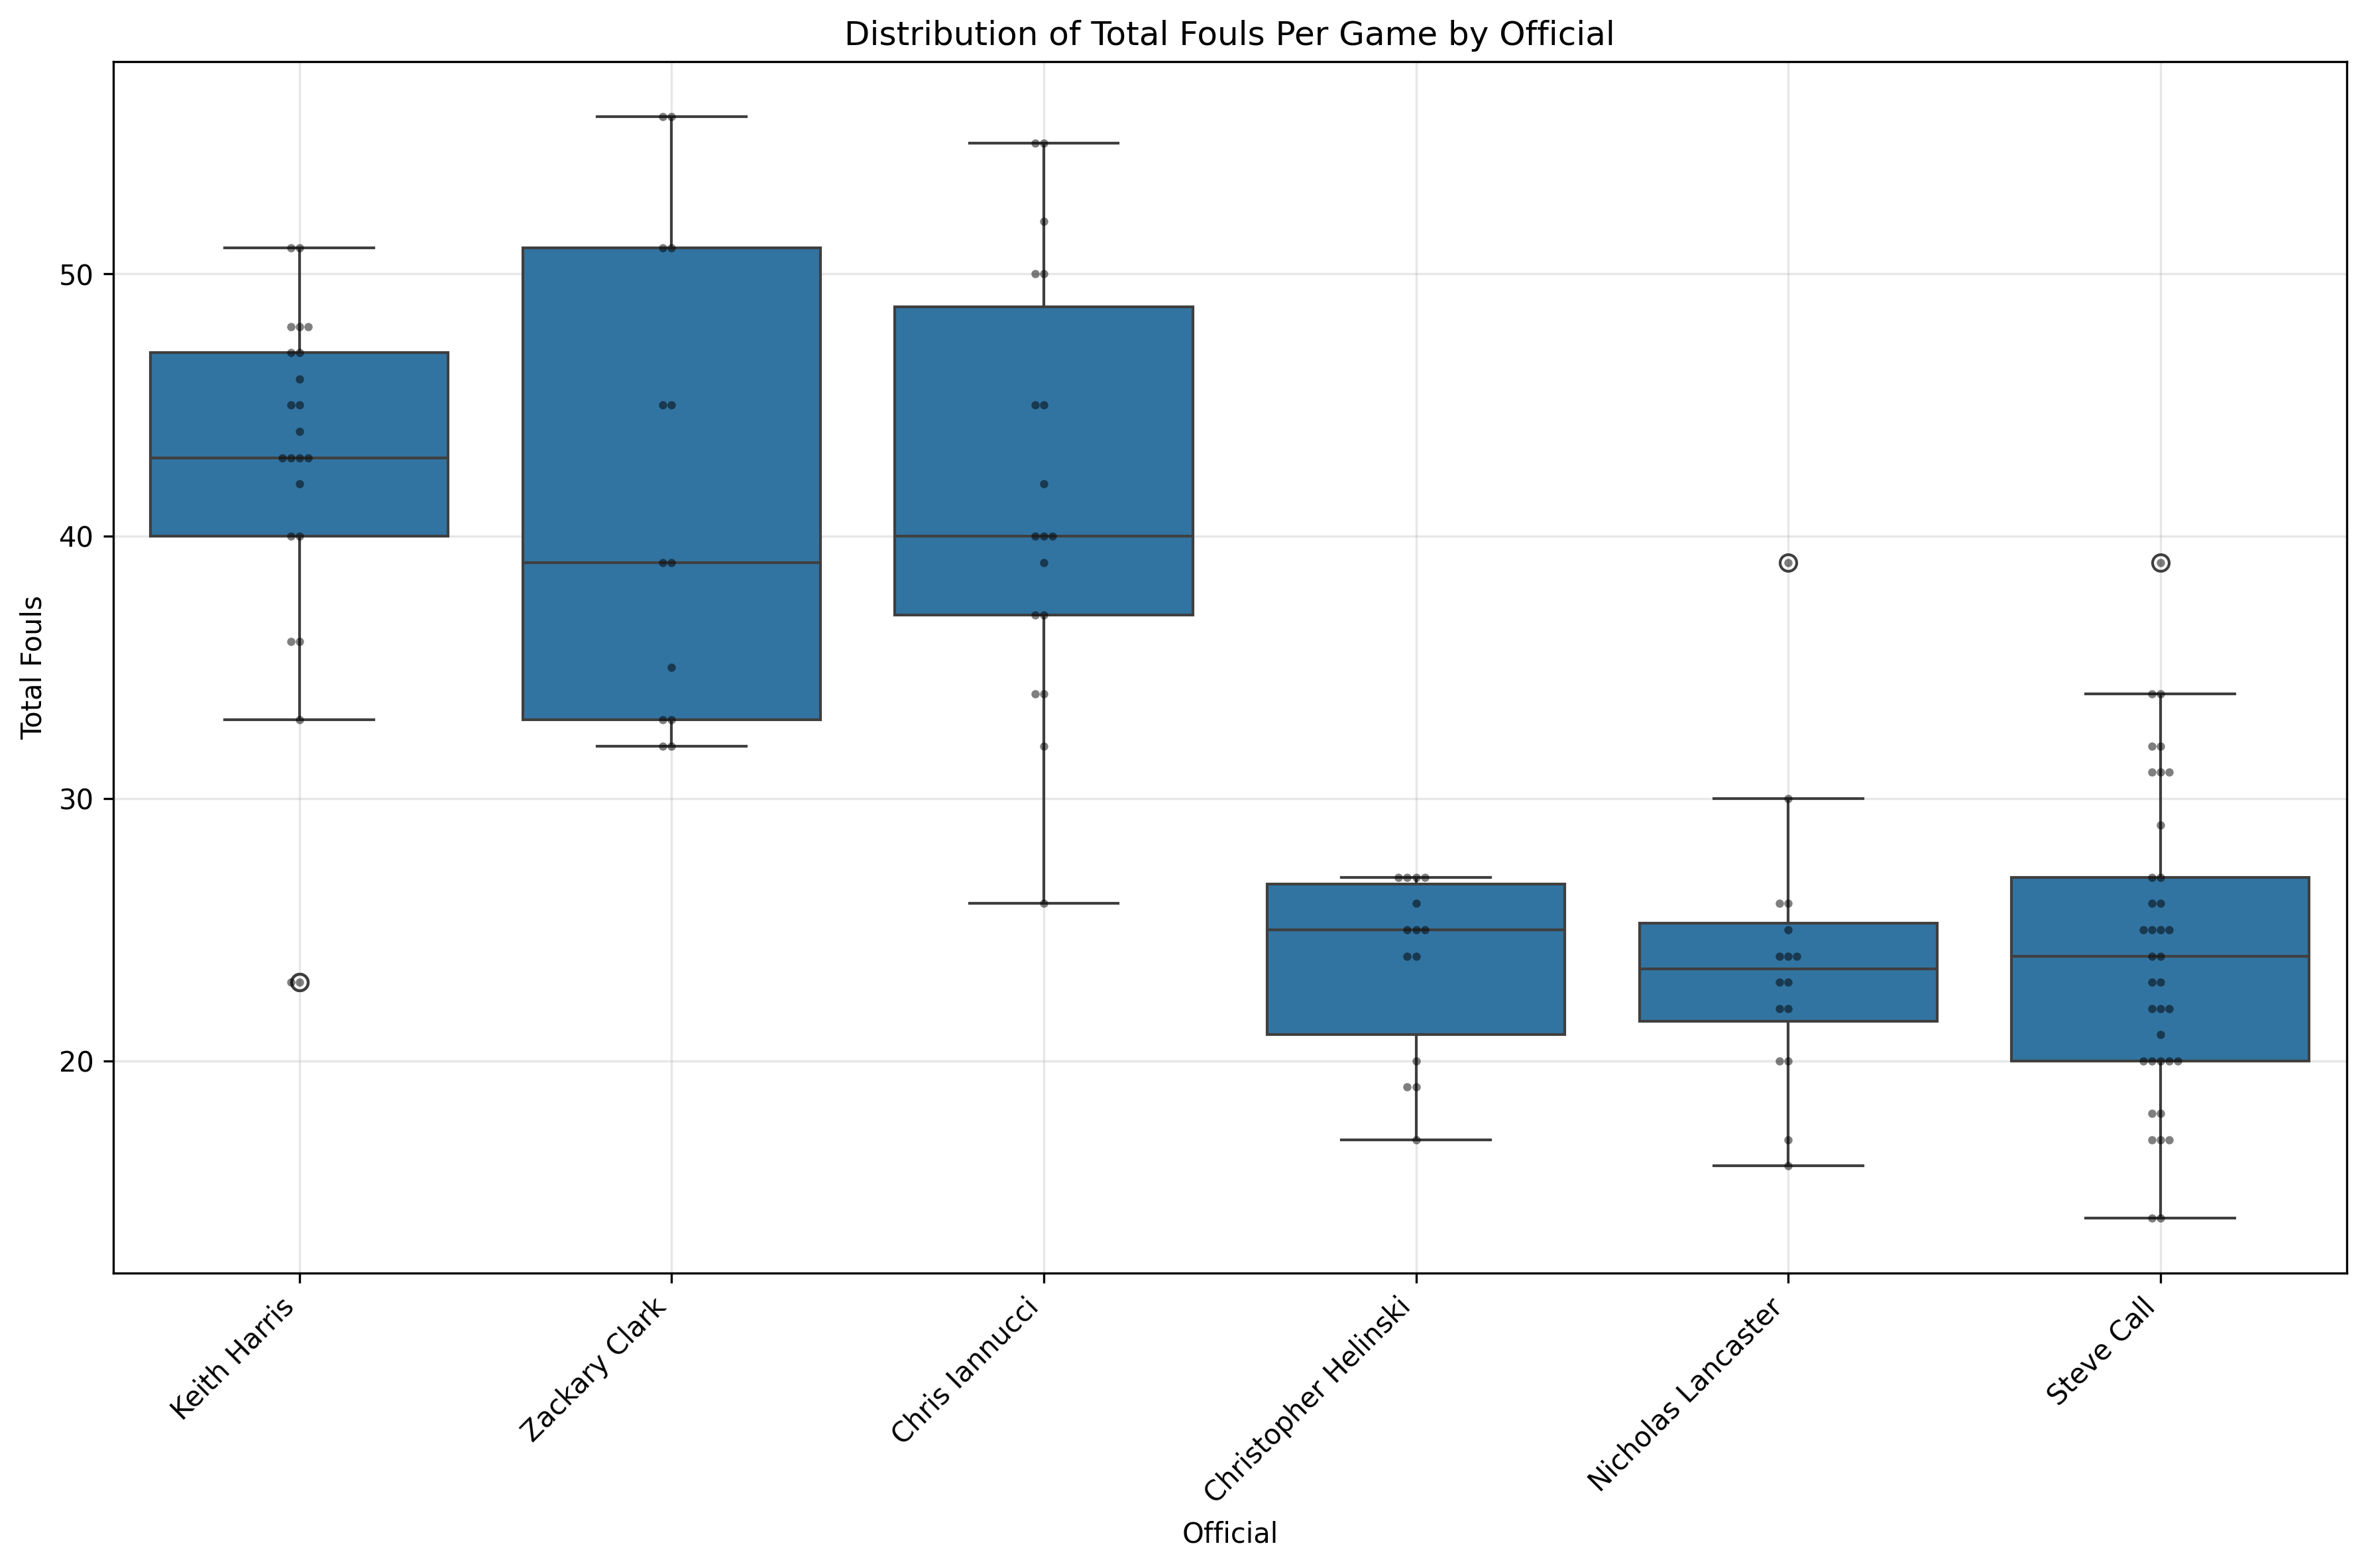 Distribution of Total Fouls Per Game by Official
Total Fouls
50
40
30
20
Keith Harris
Zackary Clark
Chris Iannucci
Christopher Helinski
Nicholas Lancaster
Steve Call
Official